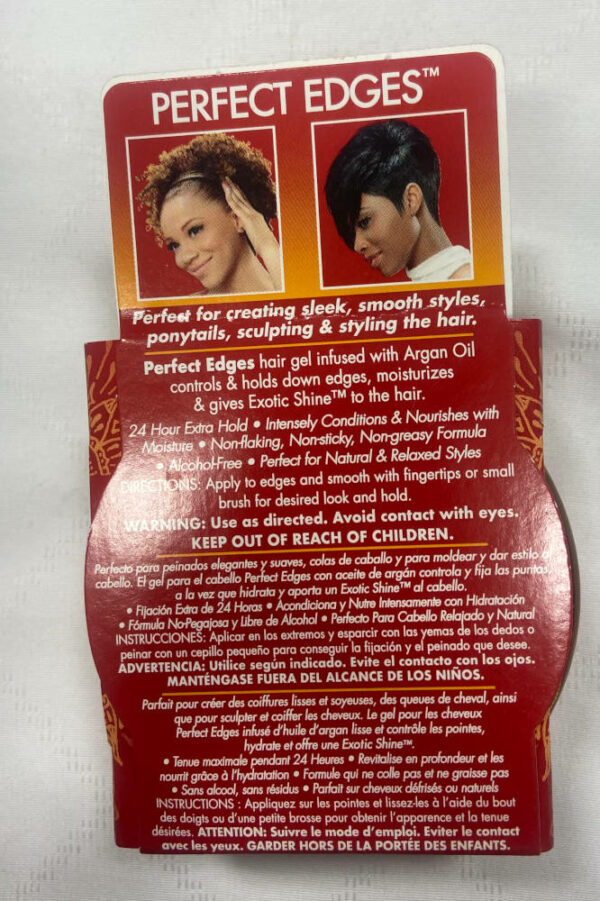 PERFECT EDGES™
Perfect for creating sleek, smooth styles,
ponytails, sculpting & styling the hair.
Perfect Edges hair gel infused with Argan Oil
controls & holds down edges, moisturizes
& gives Exotic Shine™ to the hair.
24 Hour Extra Hold • Intensely Conditions & Nourishes with
Moisture • Non-flaking, Non-sticky, Non-greasy Formula
• Alcohol-Free • Perfect for Natural & Relaxed Styles
DIRECTIONS: Apply to edges and smooth with fingertips or small
brush for desired look and hold.
WARNING: Use as directed. Avoid contact with eyes.
KEEP OUT OF REACH OF CHILDREN.
Perfecto para peinados elegantes y suaves, colas de caballo y para moldear y dar estilo al
cabello. El gel para el cabello Perfect Edges con aceite de argán controla y fija las puntas,
a la vez que hidrata y aporta un Exotic Shine™ al cabello.
• Fijación Extra de 24 Horas • Acondiciona y Nutre Intensamente con Hidratación
• Fórmula No-Pegajosa y Libre de Alcohol • Perfecto Para Cabello Relajado y Natural
INSTRUCCIONES: Aplicar en los extremos y esparcir con las yemas de los dedos o
peinar con un cepillo pequeño para conseguir la fijación y el peinado que desee.
ADVERTENCIA: Utilice según indicado. Evite el contacto con los ojos.
MANTÉNGASE FUERA DEL ALCANCE DE LOS NIÑOS.
Parfait pour créer des coiffures lisses et soyeuses, des queues de cheval, ainsi
que pour sculpter et coiffer les cheveux. Le gel pour les cheveux
Perfect Edges infusé d'huile d'argan lisse et contrôle les pointes,
hydrate et offre une Exotic Shine™.
• Tenue maximale pendant 24 Heures • Revitalise en profondeur et les
nourrit grâce à l'hydratation • Formule qui ne colle pas et ne graisse pas
• Sans alcool, sans résidus • Parfait sur cheveux défrisés ou naturels
INSTRUCTIONS : Appliquez sur les pointes et lissez-les à l'aide du bout
des doigts ou d'une petite brosse pour obtenir l'apparence et la tenue
désirées. ATTENTION: Suivre le mode d'emploi. Eviter le contact
avec les yeux. GARDER HORS DE LA PORTÉE DES ENFANTS.